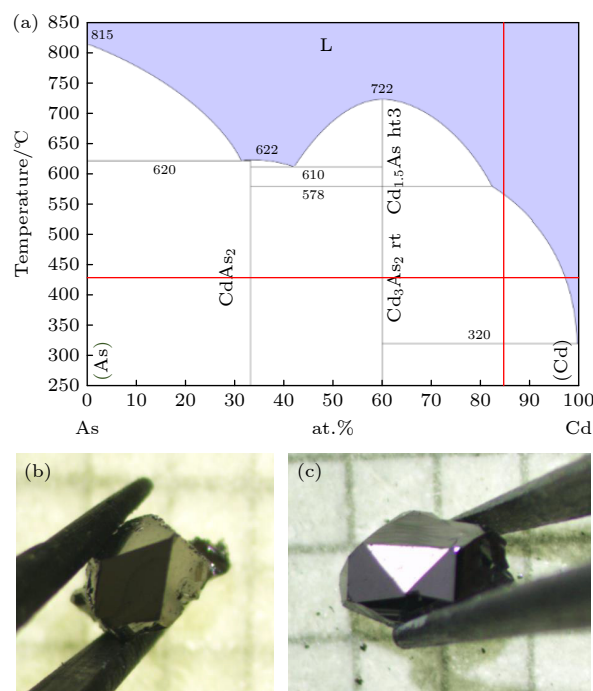 (a)
850
800
750
700
650
600
550
500
450
400
350
300
250
Temperature/℃
815
L
722
622
620
610
578
320
CdAs₂
Cd₁.₅As ht3
Cd₃As₂ rt
(As)
(Cd)
0 10 20 30 40 50 60 70 80 90 100
As at.% Cd
(b)
(c)